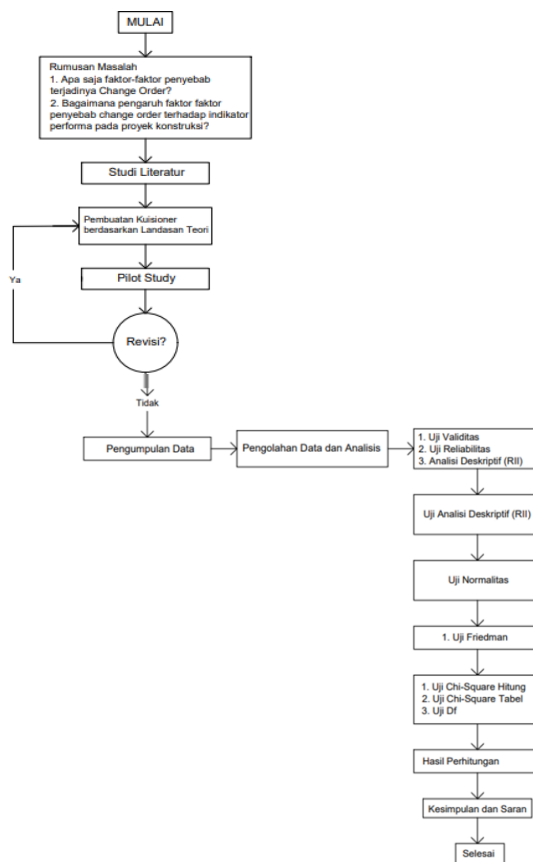 MULAI
Rumusan Masalah
1. Apa saja faktor-faktor penyebab
terjadinya Change Order?
2. Bagaimana pengaruh faktor faktor
penyebab change order terhadap indikator
performa pada proyek konstruksi?
Studi Literatur
Pembuatan Kuisioner
berdasarkan Landasan Teori
Ya
Pilot Study
Revisi?
Tidak
Pengumpulan Data
Pengolahan Data dan Analisis
1. Uji Validitas
2. Uji Reliabilitas
3. Analisi Deskriptif (RII)
Uji Analisi Deskriptif (RII)
Uji Normalitas
1. Uji Friedman
1. Uji Chi-Square Hitung
2. Uji Chi-Square Tabel
3. Uji Df
Hasil Perhitungan
Kesimpulan dan Saran
Selesai